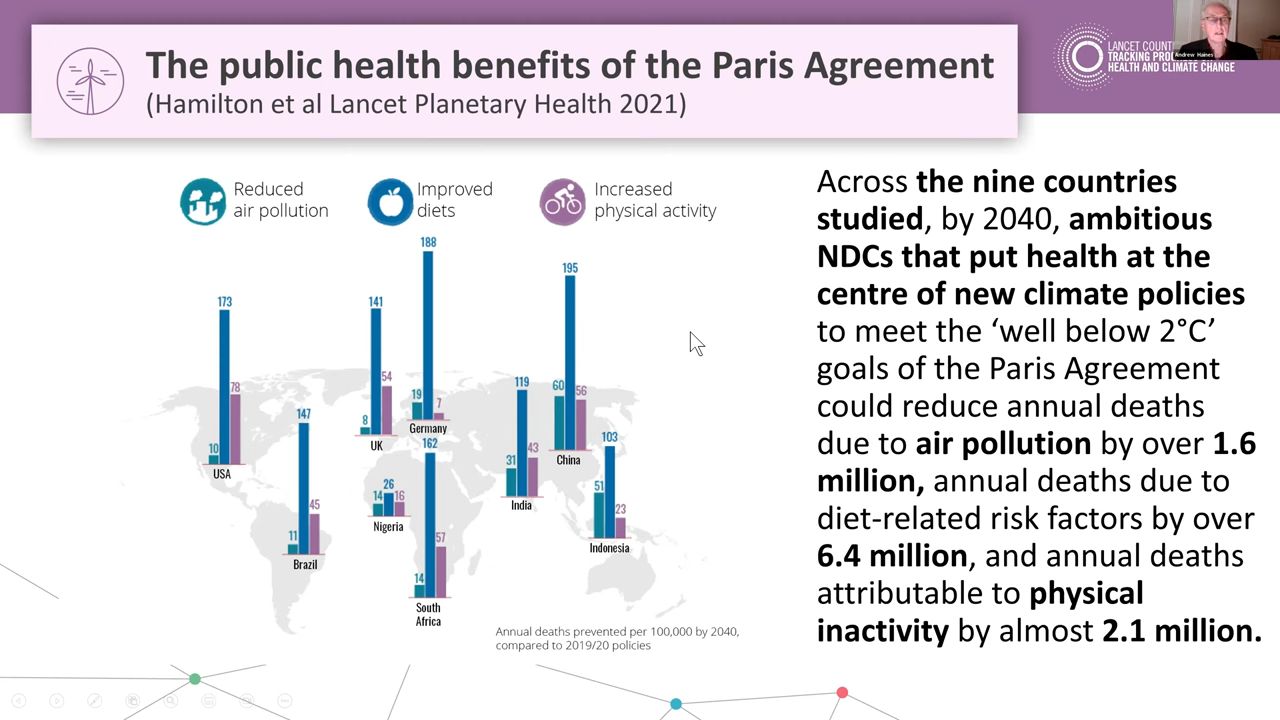 The public health benefits of the Paris Agreement
(Hamilton et al Lancet Planetary Health 2021)
LANCET COUNT
TRACKING PRO
HEALTH AND CLIMATE CHANGE
Andrew Haines
Reduced
air pollution
Improved
diets
Increased
physical activity
10
173
78
USA
11
147
45
Brazil
8
141
54
UK
19
188
7
Germany
14
26
16
Nigeria
14
162
57
South
Africa
31
119
43
India
60
195
56
China
51
103
23
Indonesia
Annual deaths prevented per 100,000 by 2040,
compared to 2019/20 policies
Across the nine countries
studied, by 2040, ambitious
NDCs that put health at the
centre of new climate policies
to meet the ‘well below 2°C’
goals of the Paris Agreement
could reduce annual deaths
due to air pollution by over 1.6
million, annual deaths due to
diet-related risk factors by over
6.4 million, and annual deaths
attributable to physical
inactivity by almost 2.1 million.